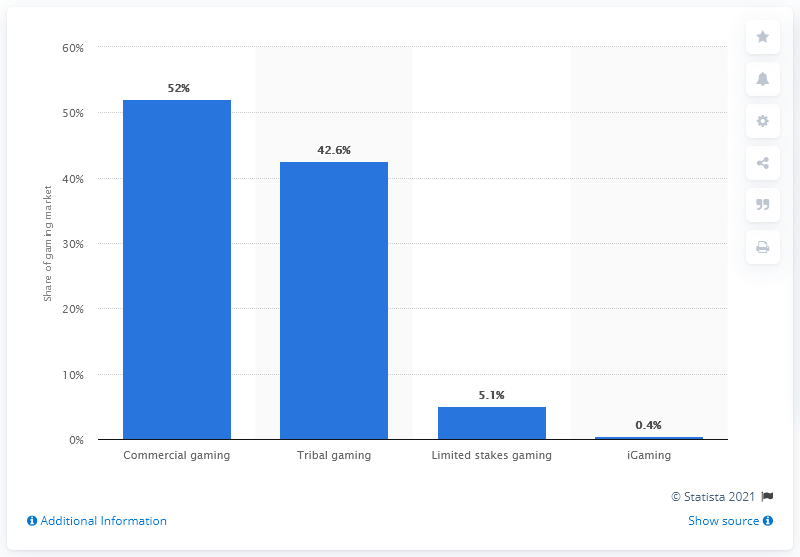 60%
50%
40%
30%
20%
10%
0%
Share of gaming market
52%
42.6%
5.1%
0.4%
Commercial gaming
Tribal gaming
Limited stakes gaming
iGaming
© Statista 2021
Additional Information
Show source